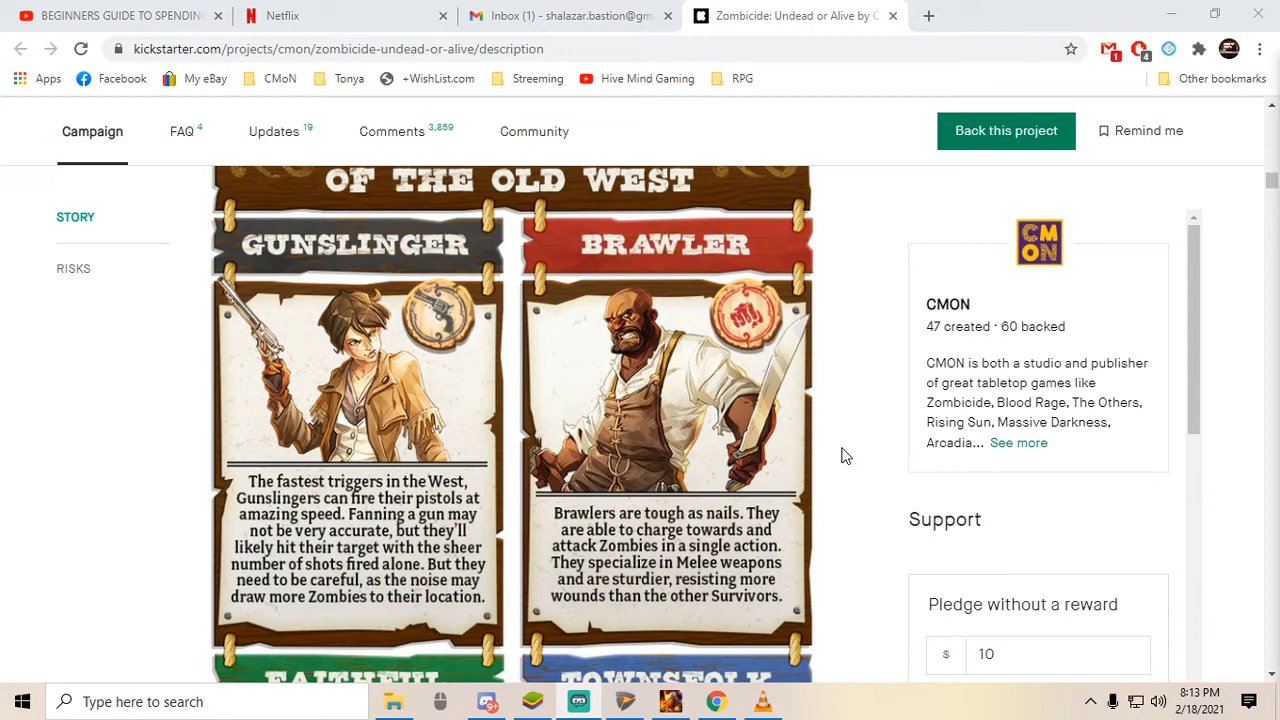 BEGINNERS GUIDE TO SPENDING
Netflix
Inbox (1) - shalazar.bastion@gm
Zombicide: Undead or Alive by C
kickstarter.com/projects/cmon/zombicide-undead-or-alive/description
1
4
Apps
Facebook
My eBay
CMoN
Tonya
+WishList.com
Streeming
Hive Mind Gaming
RPG
Other bookmarks
Campaign
FAQ 4
Updates 19
Comments 3,859
Community
Back this project
Remind me
STORY
RISKS
OF THE OLD WEST
GUNSLINGER
The fastest triggers in the West,
Gunslingers can fire their pistols at
amazing speed. Fanning a gun may
not be very accurate, but they'll
likely hit their target with the sheer
number of shots fired alone. But they
need to be careful, as the noise may
draw more Zombies to their location.
BRAWLER
Brawlers are tough as nails. They
are able to charge towards and
attack Zombies in a single action.
They specialize in Melee weapons
and are sturdier, resisting more
wounds than the other Survivors.
FAITHFUL
TOWNSFOLK
CMON
CMON
47 created · 60 backed
CMON is both a studio and publisher
of great tabletop games like
Zombicide, Blood Rage, The Others,
Rising Sun, Massive Darkness,
Arcadia... See more
Support
Pledge without a reward
$ 10
Type here to search
9+
8:13 PM
2/18/2021